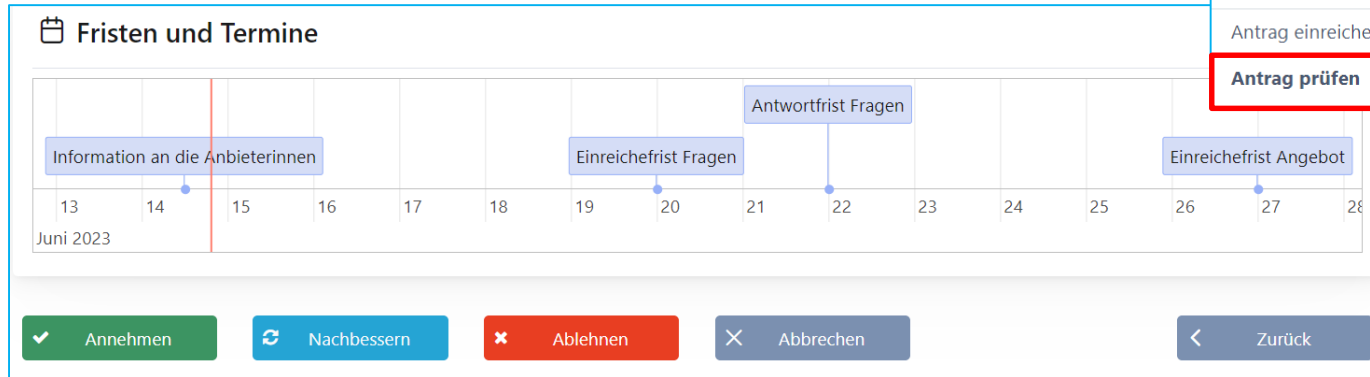 Antrag einreiche
Fristen und Termine
Antrag prüfen
Antwortfrist Fragen
Information an die Anbieterinnen
Einreichefrist Fragen
Einreichefrist Angebot
13 14 15 16 17 18 19 20 21 22 23 24 25 26 27 28
Juni 2023
Annehmen Nachbessern Ablehnen Abbrechen Zurück